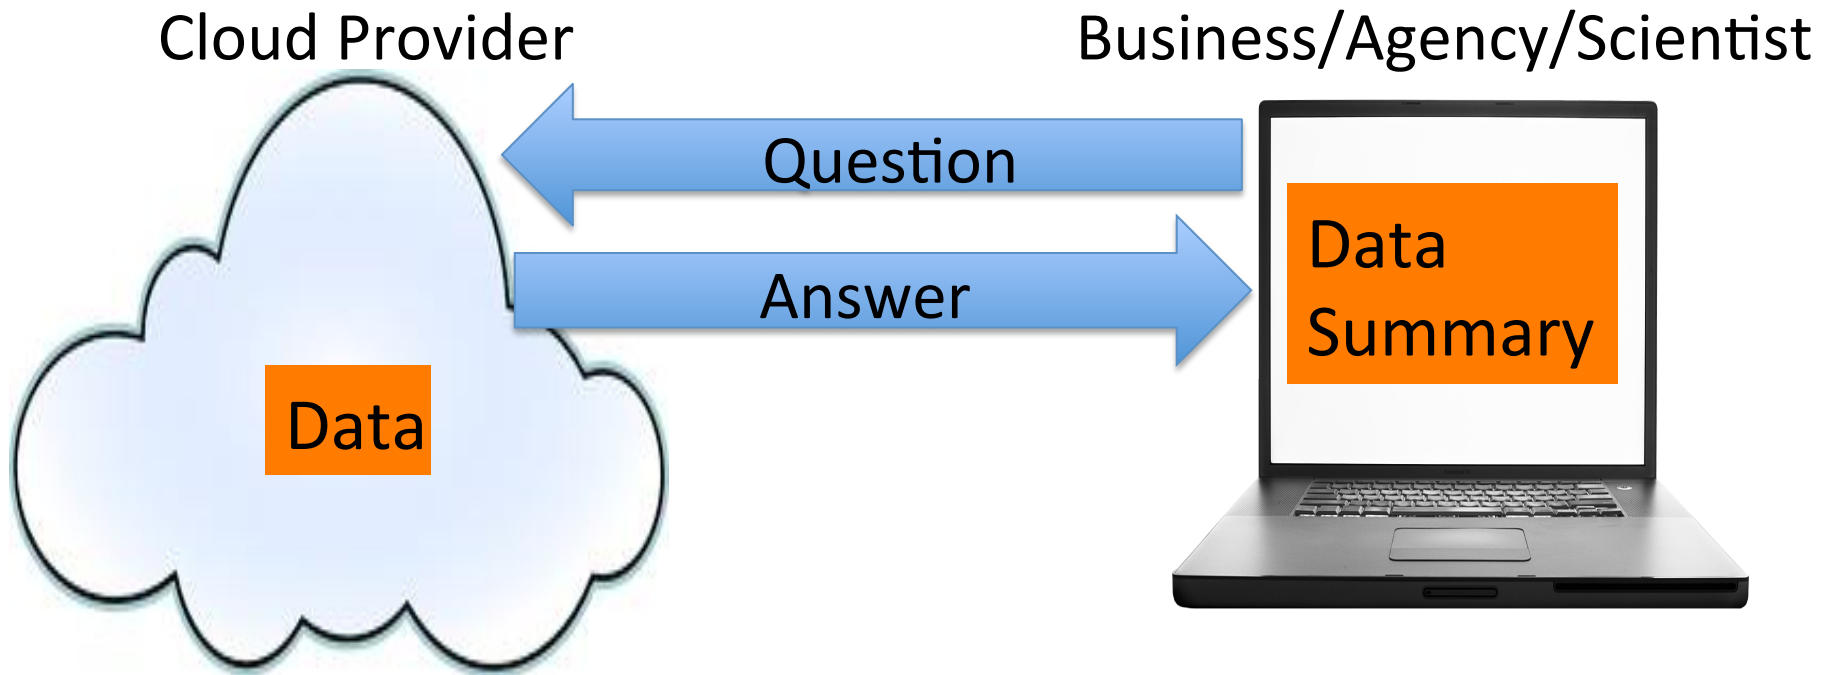 Cloud Provider
Business/Agency/Scientist
Question
Answer
Data
Summary
Data